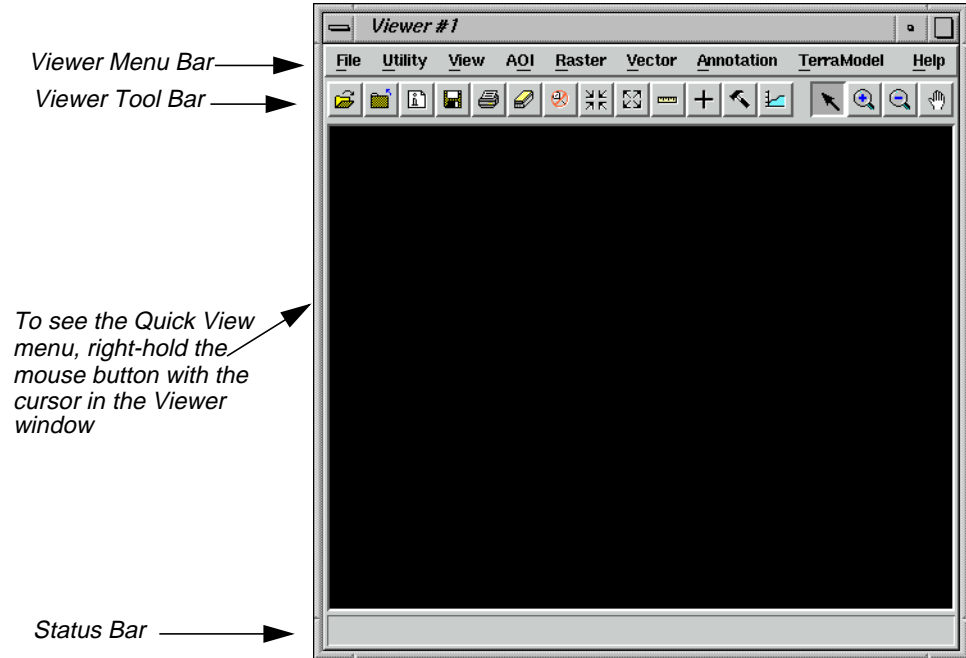 Viewer #1
Viewer Menu Bar
File Utility View AOI Raster Vector Annotation TerraModel Help
Viewer Tool Bar
To see the Quick View
menu, right-hold the
mouse button with the
cursor in the Viewer
window
Status Bar